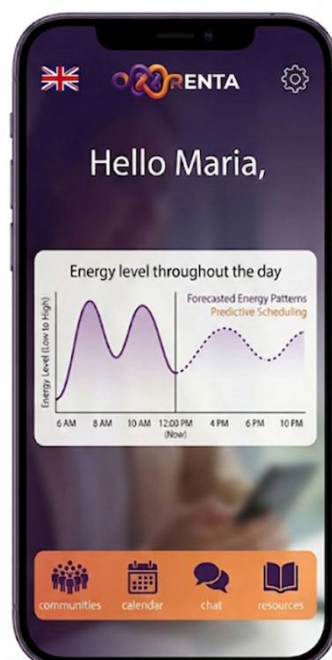 RENTA
Hello Maria,
Energy level throughout the day
Forecasted Energy Patterns
Predictive Scheduling
Energy Level (Low to High)
6 AM 8 AM 10 AM 12:00 PM 4 PM 6 PM 10 PM
(Now)
communities calendar chat resources